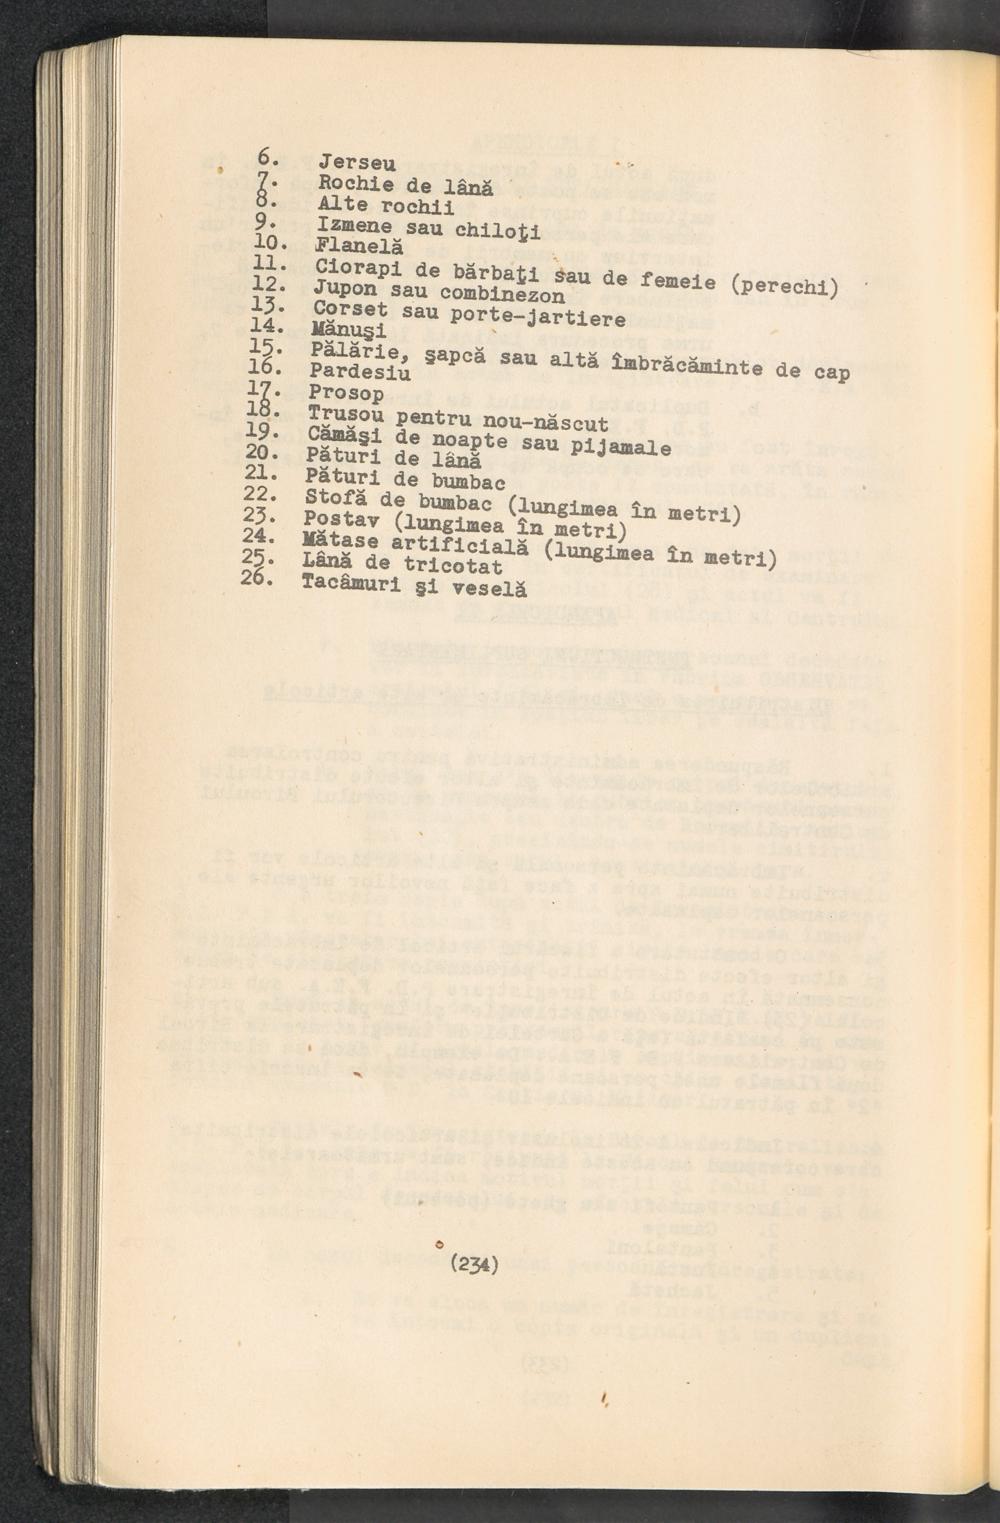 6. Jerseu
7. Rochie de lână
8. Alte rochii
9. Izmene sau chiloţi
10. Flanelă
11. Ciorapi de bărbaţi sau de femeie (perechi)
12. Jupon sau combinezon
13. Corset sau porte-jartiere
14. Mănuşi
15. Pălărie, şapcă sau altă îmbrăcăminte de cap
16. Pardesiu
17. Prosop
18. Trusou pentru nou-născut
19. Cămăşi de noapte sau pijamale
20. Pături de lână
21. Pături de bumbac
22. Stofă de bumbac (lungimea în metri)
23. Postav (lungimea în metri)
24. Mătase artificială (lungimea în metri)
25. Lână de tricotat
26. Tacâmuri şi veselă
(234)